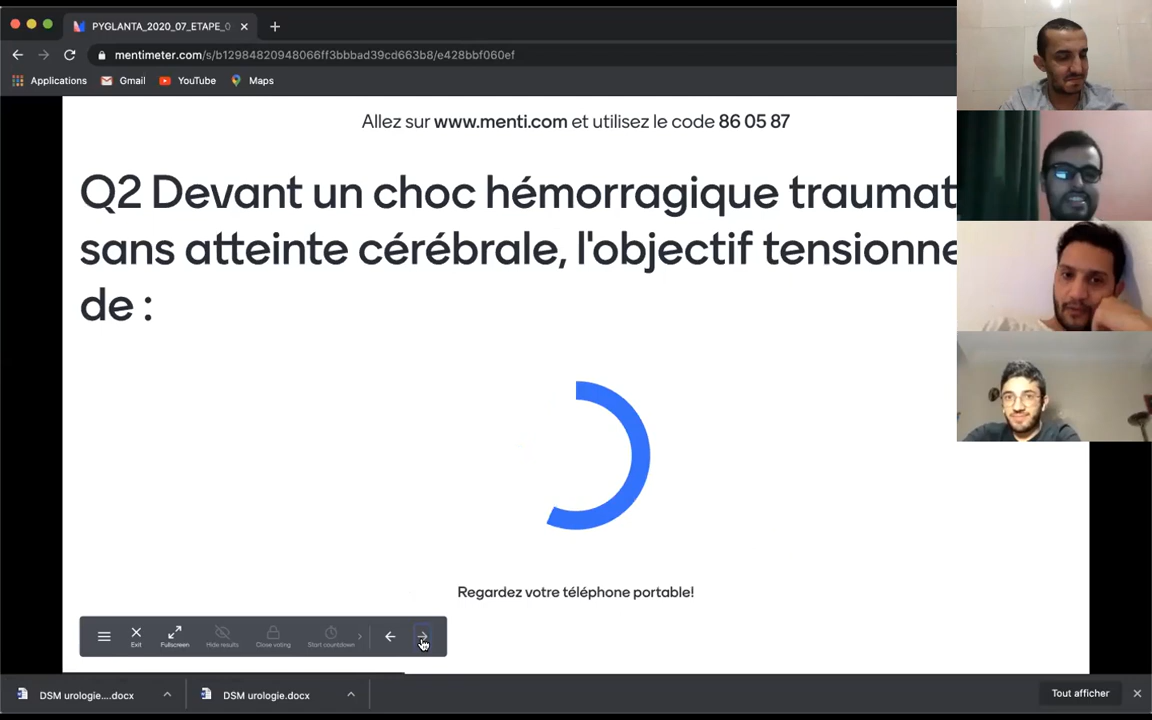 PYGLANTA_2020_07_ETAPE_0
mentimeter.com/s/b12984820948066ff3bbbad39cd663b8/e428bbf060ef
Applications Gmail YouTube Maps
Allez sur www.menti.com et utilisez le code 86 05 87
Q2 Devant un choc hémorragique traumat
sans atteinte cérébrale, l'objectif tensionne
de :
Regardez votre téléphone portable!
Exit Fullscreen Hide results Close voting Start countdown
DSM urologie....docx DSM urologie.docx Tout afficher